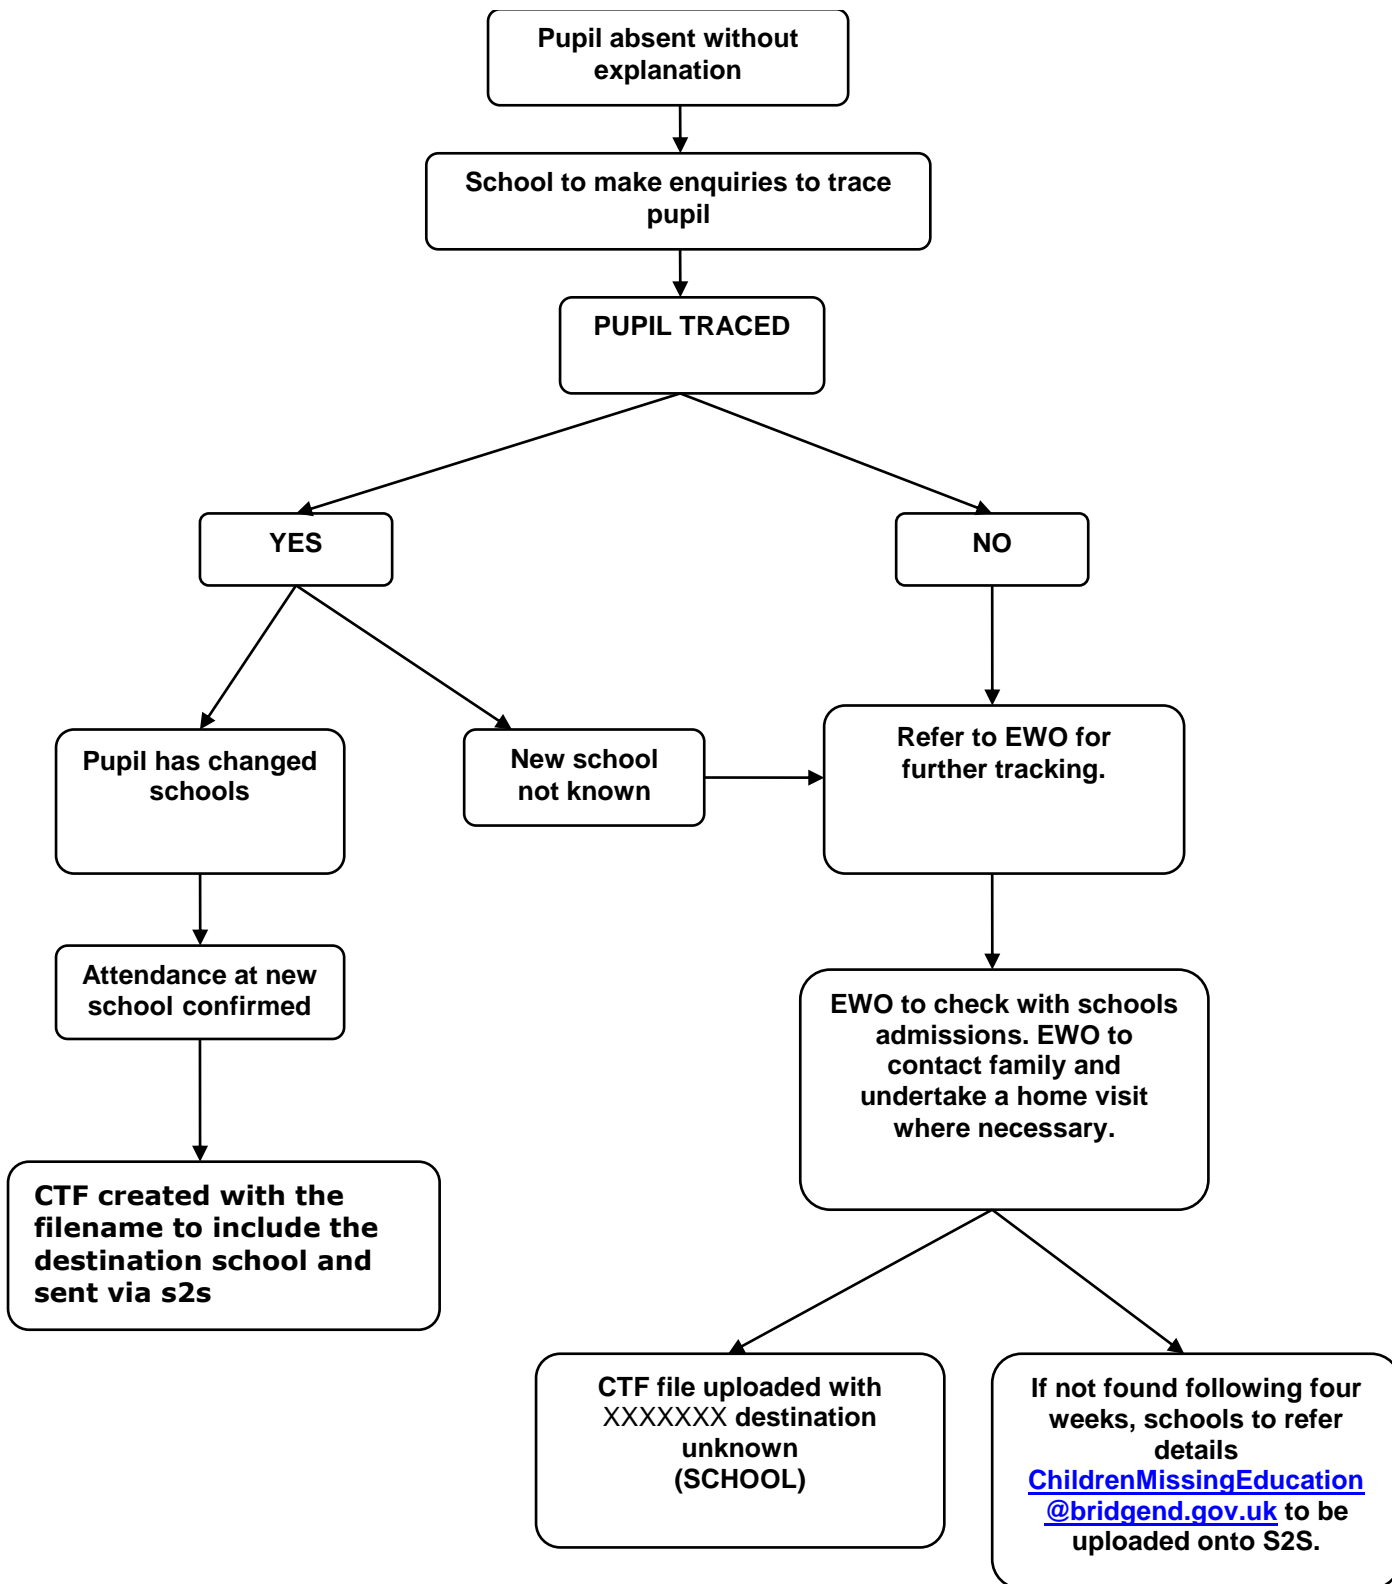 Pupil absent without
explanation
School to make enquiries to trace
pupil
PUPIL TRACED
YES
NO
Pupil has changed
schools
New school
not known
Refer to EWO for
further tracking.
Attendance at new
school confirmed
EWO to check with schools
admissions. EWO to
contact family and
undertake a home visit
where necessary.
CTF created with the
filename to include the
destination school and
sent via s2s
CTF file uploaded with
XXXXXXX destination
unknown
(SCHOOL)
If not found following four
weeks, schools to refer
details
ChildrenMissingEducation
@bridgend.gov.uk to be
uploaded onto S2S.